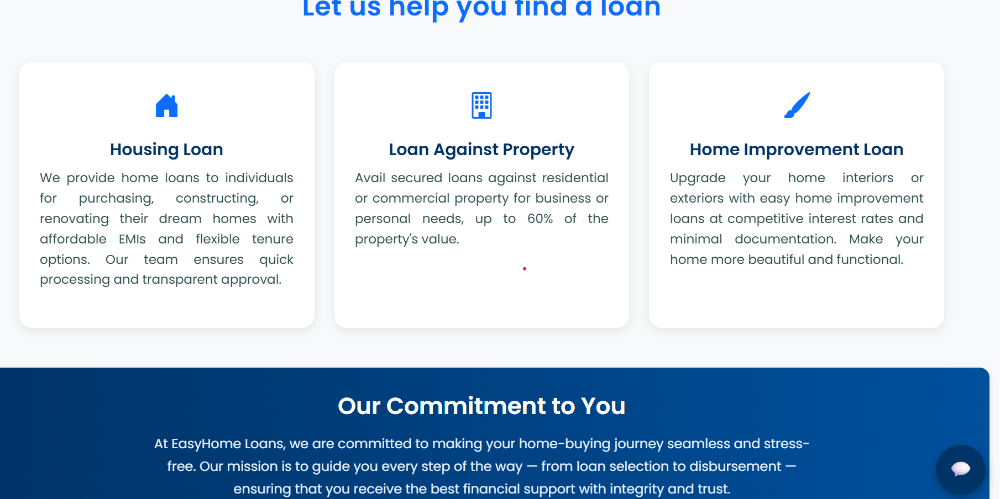 Let us help you find a loan
Housing Loan
We provide home loans to individuals
for purchasing, constructing, or
renovating their dream homes with
affordable EMIs and flexible tenure
options. Our team ensures quick
processing and transparent approval.
Loan Against Property
Avail secured loans against residential
or commercial property for business or
personal needs, up to 60% of the
property's value.
Home Improvement Loan
Upgrade your home interiors or
exteriors with easy home improvement
loans at competitive interest rates and
minimal documentation. Make your
home more beautiful and functional.
Our Commitment to You
At EasyHome Loans, we are committed to making your home-buying journey seamless and stress-
free. Our mission is to guide you every step of the way — from loan selection to disbursement —
ensuring that you receive the best financial support with integrity and trust.